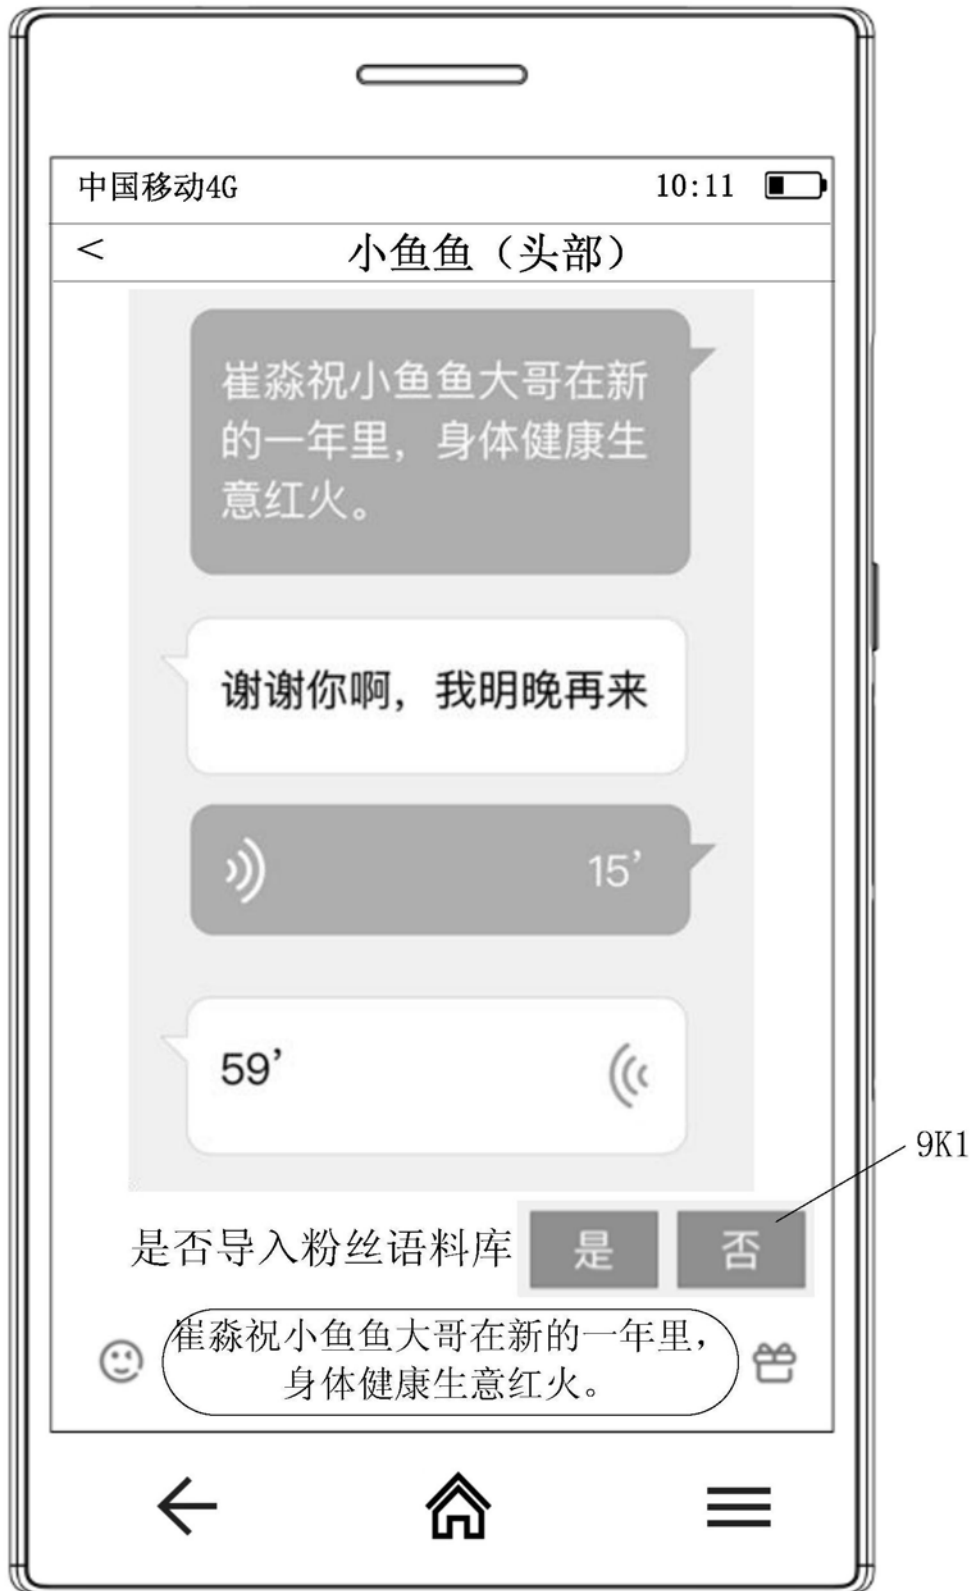 中国移动4G 10:11
< 小鱼鱼（头部）
崔淼祝小鱼鱼大哥在新
的一年里，身体健康生
意红火。
谢谢你啊，我明晚再来
15’
59’
9K1
是否导入粉丝语料库 是 否
崔淼祝小鱼鱼大哥在新的一年里，
身体健康生意红火。